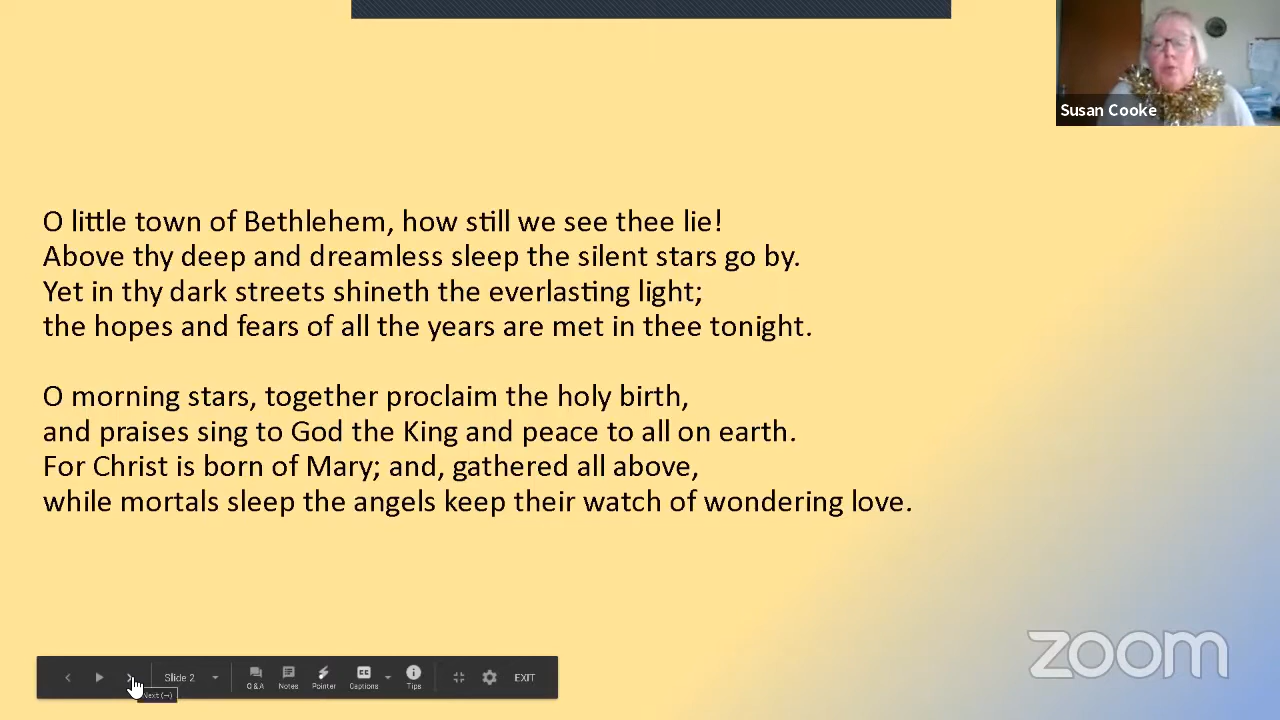 Susan Cooke
O little town of Bethlehem, how still we see thee lie!
Above thy deep and dreamless sleep the silent stars go by.
Yet in thy dark streets shineth the everlasting light;
the hopes and fears of all the years are met in thee tonight.
O morning stars, together proclaim the holy birth,
and praises sing to God the King and peace to all on earth.
For Christ is born of Mary; and, gathered all above,
while mortals sleep the angels keep their watch of wondering love.
zoom
Slide 2
Q&A Notes Pointer CC Captions Tips EXIT
Next (→)